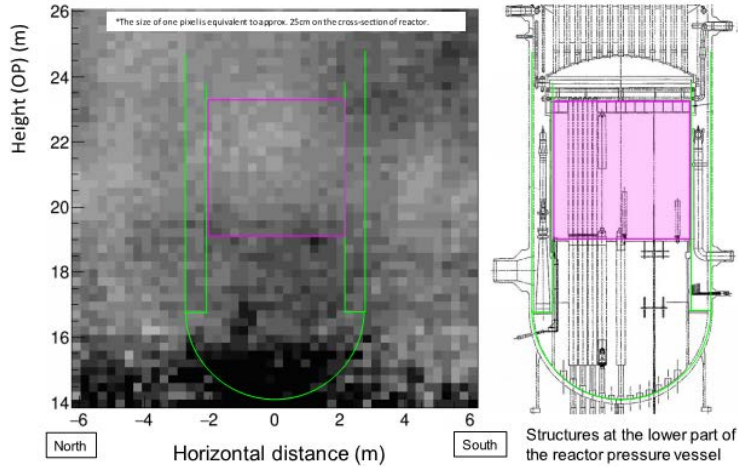 *The size of one pixel is equivalent to approx. 25cm on the cross-section of reactor.
Height (OP) (m)
26
24
22
20
18
16
14
−6
−4
−2
0
2
4
6
North
Horizontal distance (m)
South
Structures at the lower part of
the reactor pressure vessel